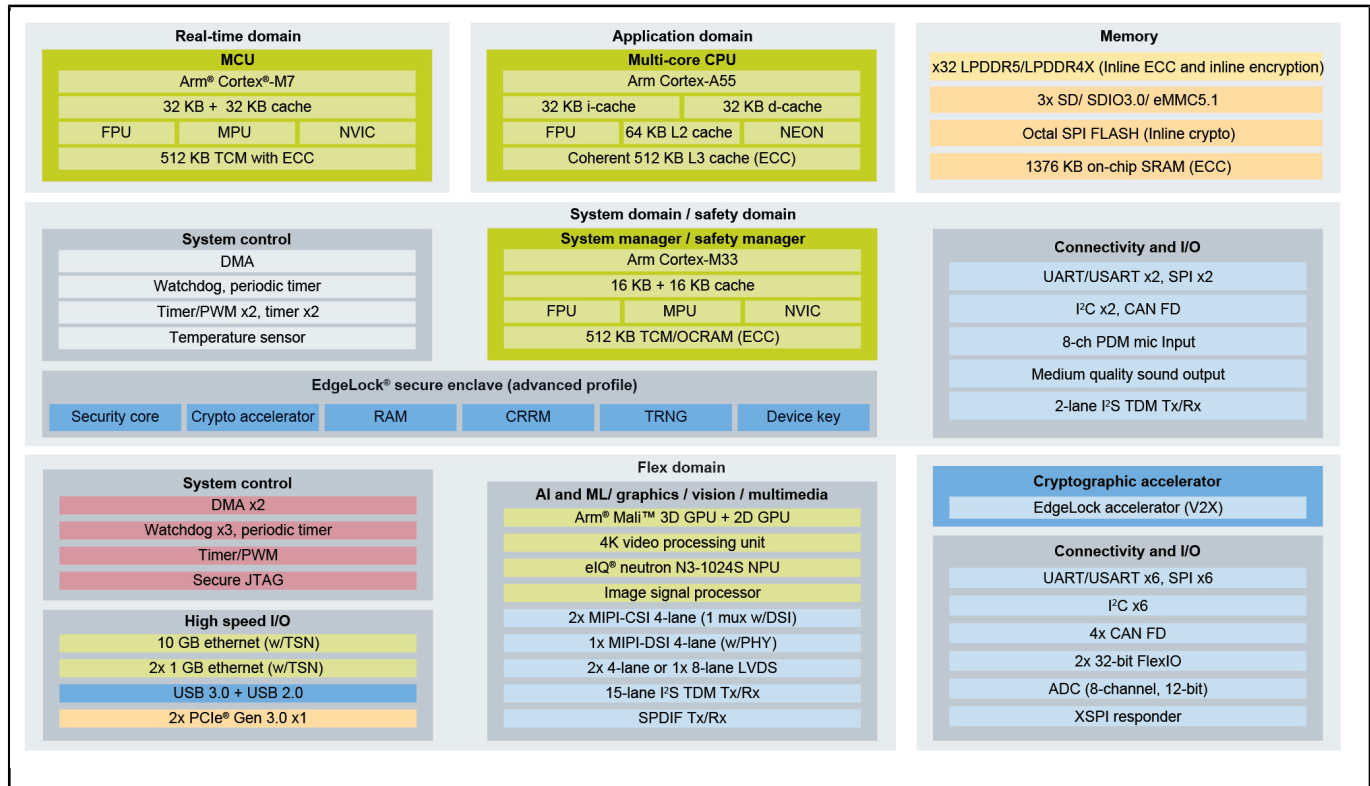 Real-time domain
MCU
Arm® Cortex®-M7
32 KB + 32 KB cache
FPU MPU NVIC
512 KB TCM with ECC
Application domain
Multi-core CPU
Arm Cortex-A55
32 KB i-cache 32 KB d-cache
FPU 64 KB L2 cache NEON
Coherent 512 KB L3 cache (ECC)
Memory
x32 LPDDR5/LPDDR4X (Inline ECC and inline encryption)
3x SD/ SDIO3.0/ eMMC5.1
Octal SPI FLASH (Inline crypto)
1376 KB on-chip SRAM (ECC)
System domain / safety domain
System control
DMA
Watchdog, periodic timer
Timer/PWM x2, timer x2
Temperature sensor
System manager / safety manager
Arm Cortex-M33
16 KB + 16 KB cache
FPU MPU NVIC
512 KB TCM/OCRAM (ECC)
Connectivity and I/O
UART/USART x2, SPI x2
I²C x2, CAN FD
8-ch PDM mic Input
Medium quality sound output
2-lane I²S TDM Tx/Rx
EdgeLock® secure enclave (advanced profile)
Security core Crypto accelerator RAM CRRM TRNG Device key
Flex domain
System control
DMA x2
Watchdog x3, periodic timer
Timer/PWM
Secure JTAG
High speed I/O
10 GB ethernet (w/TSN)
2x 1 GB ethernet (w/TSN)
USB 3.0 + USB 2.0
2x PCIe® Gen 3.0 x1
AI and ML/ graphics / vision / multimedia
Arm® Mali™ 3D GPU + 2D GPU
4K video processing unit
eIQ® neutron N3-1024S NPU
Image signal processor
2x MIPI-CSI 4-lane (1 mux w/DSI)
1x MIPI-DSI 4-lane (w/PHY)
2x 4-lane or 1x 8-lane LVDS
15-lane I²S TDM Tx/Rx
SPDIF Tx/Rx
Cryptographic accelerator
EdgeLock accelerator (V2X)
Connectivity and I/O
UART/USART x6, SPI x6
I²C x6
4x CAN FD
2x 32-bit FlexIO
ADC (8-channel, 12-bit)
XSPI responder